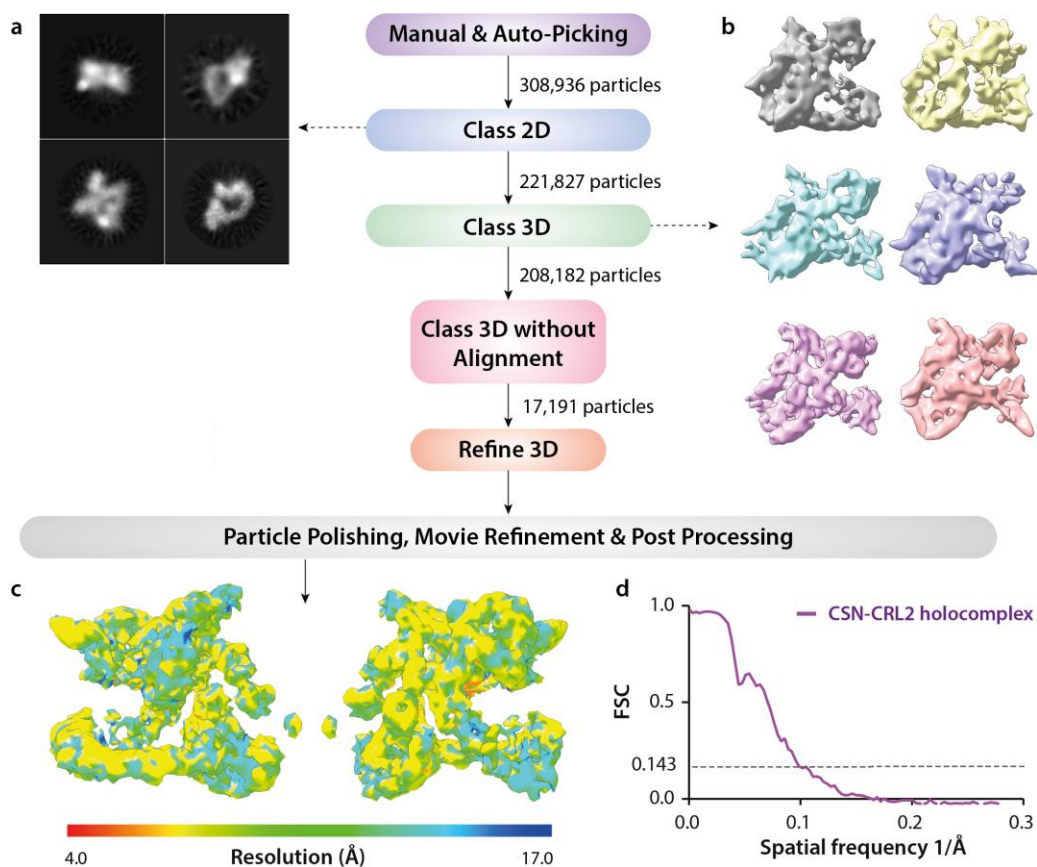 a
Manual & Auto-Picking
b
308,936 particles
Class 2D
221,827 particles
Class 3D
208,182 particles
Class 3D without
Alignment
17,191 particles
Refine 3D
Particle Polishing, Movie Refinement & Post Processing
c
4.0
Resolution (Å)
17.0
d
CSN-CRL2 holocomplex
FSC
1.0
0.5
0.143
0.0
0.0
0.1
0.2
0.3
Spatial frequency 1/Å